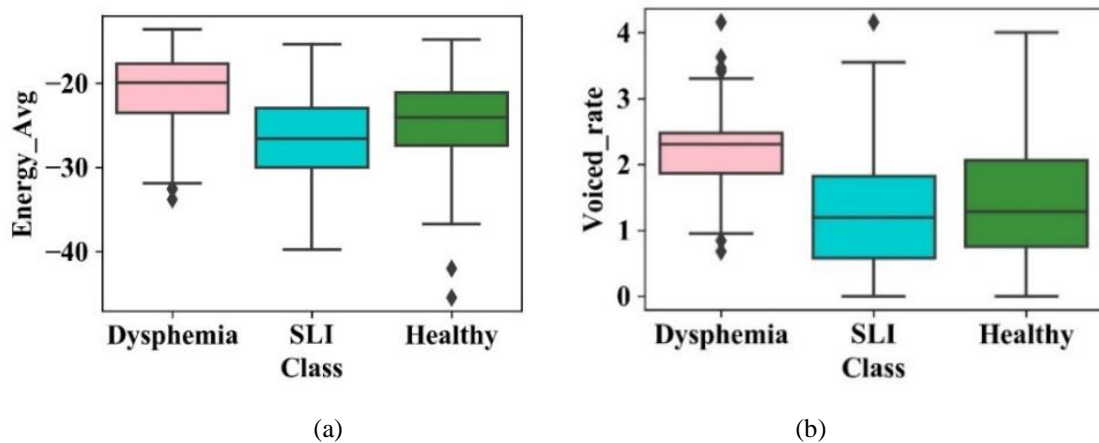 Energy_Avg
−20
−30
−40
Dysphemia SLI Healthy
Class
(a)
Voiced_rate
4
3
2
1
0
Dysphemia SLI Healthy
Class
(b)